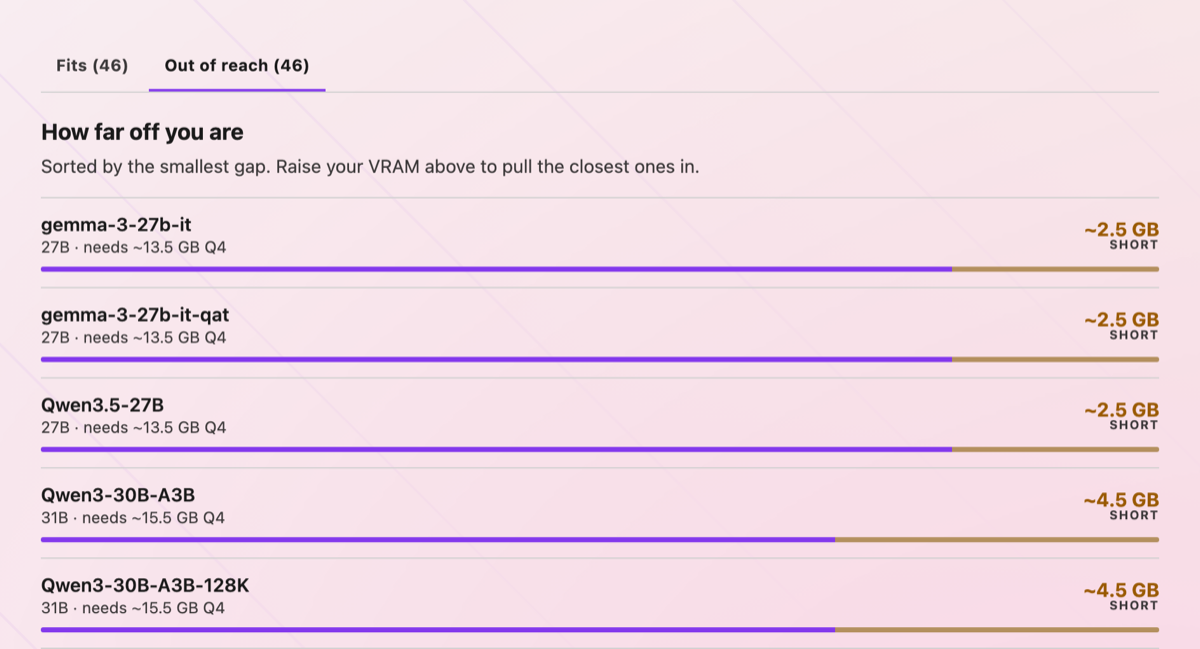 Fits (46)
Out of reach (46)
How far off you are
Sorted by the smallest gap. Raise your VRAM above to pull the closest ones in.
gemma-3-27b-it
27B · needs ~13.5 GB Q4
~2.5 GB
SHORT
gemma-3-27b-it-qat
27B · needs ~13.5 GB Q4
~2.5 GB
SHORT
Qwen3.5-27B
27B · needs ~13.5 GB Q4
~2.5 GB
SHORT
Qwen3-30B-A3B
31B · needs ~15.5 GB Q4
~4.5 GB
SHORT
Qwen3-30B-A3B-128K
31B · needs ~15.5 GB Q4
~4.5 GB
SHORT